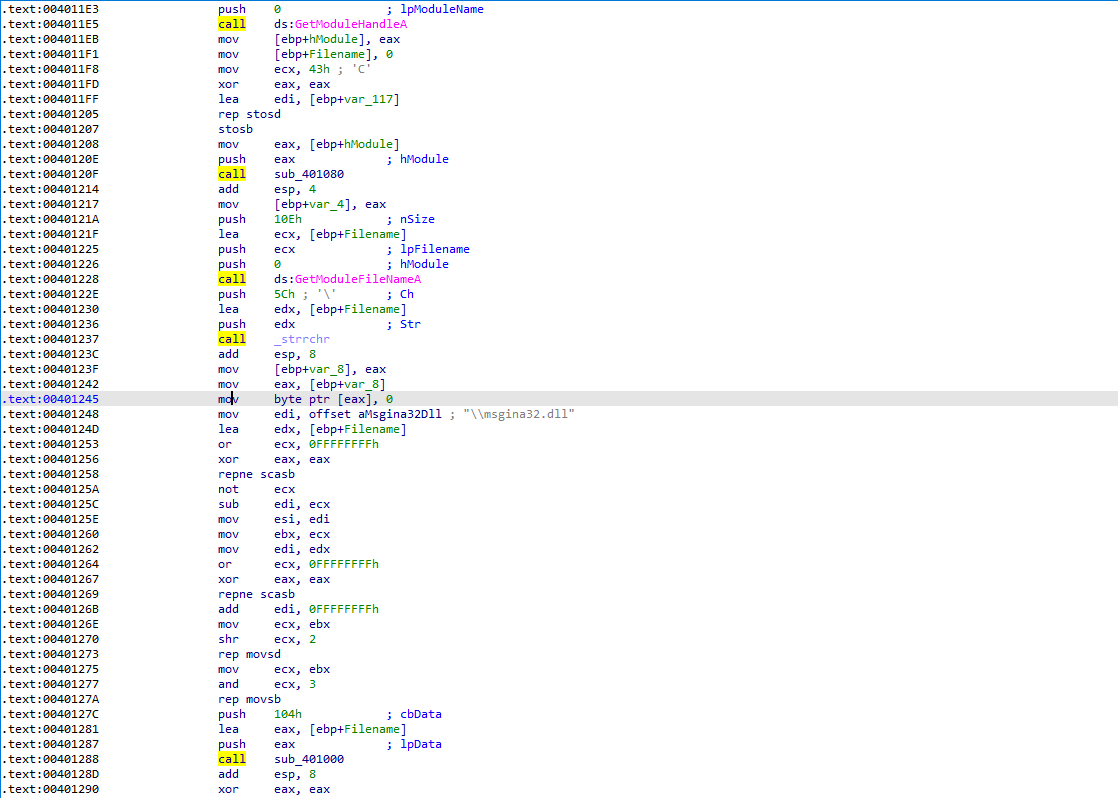 .text:004011E3 push 0 ; lpModuleName
.text:004011E5 call ds:GetModuleHandleA
.text:004011EB mov [ebp+hModule], eax
.text:004011F1 mov [ebp+Filename], 0
.text:004011F8 mov ecx, 43h ; 'C'
.text:004011FD xor eax, eax
.text:004011FF lea edi, [ebp+var_117]
.text:00401205 rep stosd
.text:00401207 stosb
.text:00401208 mov eax, [ebp+hModule]
.text:0040120E push eax ; hModule
.text:0040120F call sub_401080
.text:00401214 add esp, 4
.text:00401217 mov [ebp+var_4], eax
.text:0040121A push 10Eh ; nSize
.text:0040121F lea ecx, [ebp+Filename]
.text:00401225 push ecx ; lpFilename
.text:00401226 push 0 ; hModule
.text:00401228 call ds:GetModuleFileNameA
.text:0040122E push 5Ch ; '\' ; Ch
.text:00401230 lea edx, [ebp+Filename]
.text:00401236 push edx ; Str
.text:00401237 call _strrchr
.text:0040123C add esp, 8
.text:0040123F mov [ebp+var_8], eax
.text:00401242 mov eax, [ebp+var_8]
.text:00401245 mov byte ptr [eax], 0
.text:00401248 mov edi, offset aMsgina32Dll ; "\\msgina32.dll"
.text:0040124D lea edx, [ebp+Filename]
.text:00401253 or ecx, 0FFFFFFFFh
.text:00401256 xor eax, eax
.text:00401258 repne scasb
.text:0040125A not ecx
.text:0040125C sub edi, ecx
.text:0040125E mov esi, edi
.text:00401260 mov ebx, ecx
.text:00401262 mov edi, edx
.text:00401264 or ecx, 0FFFFFFFFh
.text:00401267 xor eax, eax
.text:00401269 repne scasb
.text:0040126B add edi, 0FFFFFFFFh
.text:0040126E mov ecx, ebx
.text:00401270 shr ecx, 2
.text:00401273 rep movsd
.text:00401275 mov ecx, ebx
.text:00401277 and ecx, 3
.text:0040127A rep movsb
.text:0040127C push 104h ; cbData
.text:00401281 lea eax, [ebp+Filename]
.text:00401287 push eax ; lpData
.text:00401288 call sub_401000
.text:0040128D add esp, 8
.text:00401290 xor eax, eax